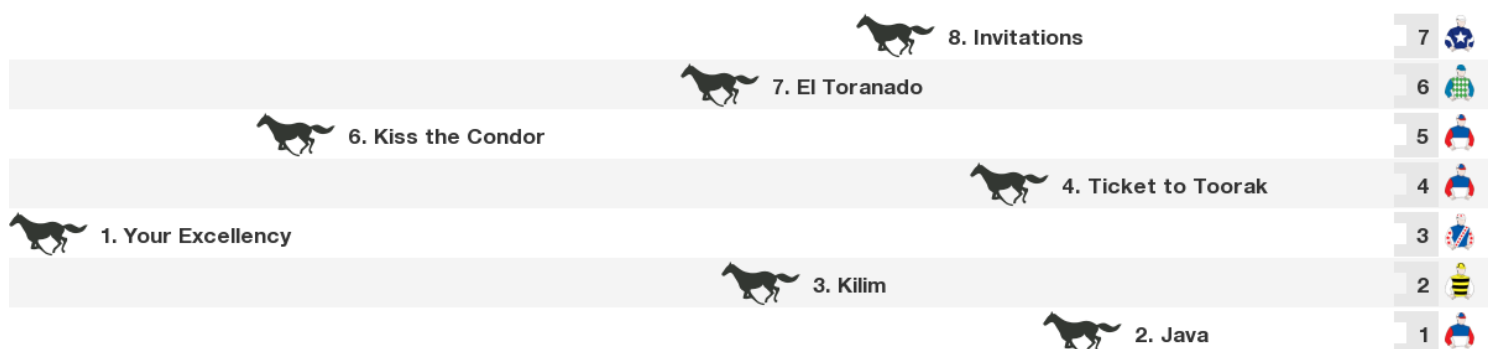 8. Invitations 7
7. El Toranado 6
6. Kiss the Condor 5
4. Ticket to Toorak 4
1. Your Excellency 3
3. Kilim 2
2. Java 1